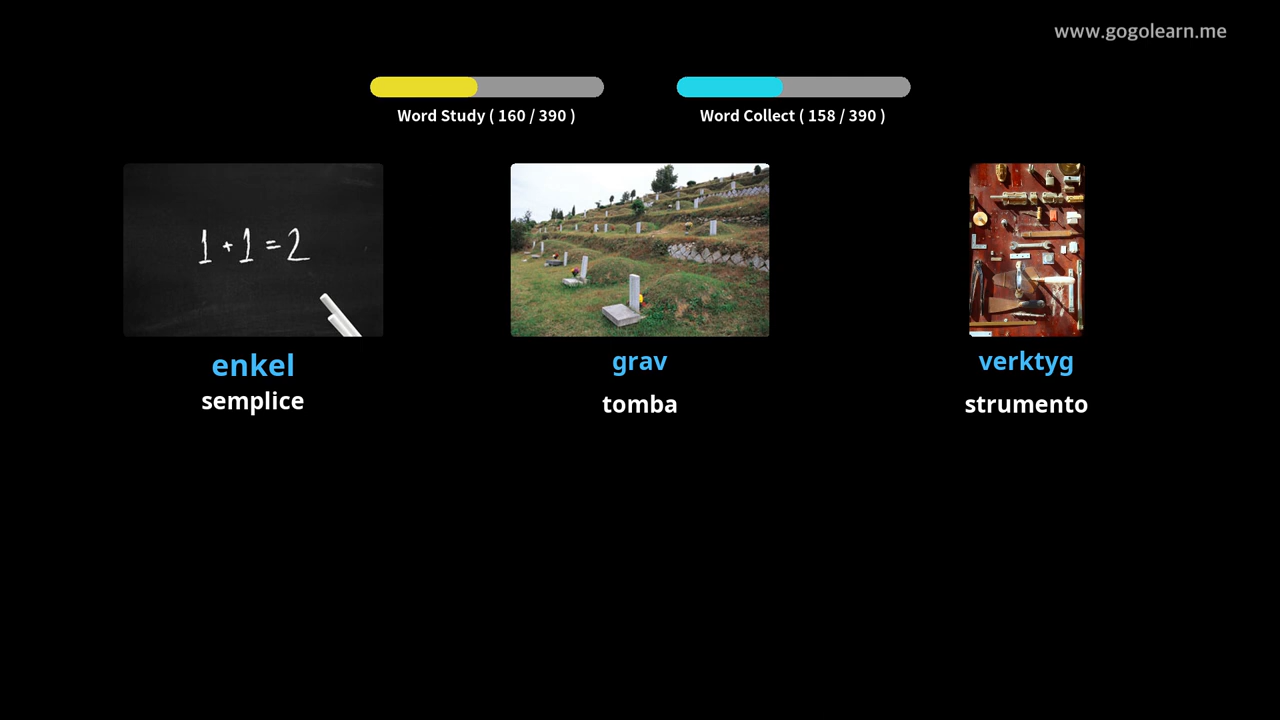 www.gogolearn.me
Word Study ( 160 / 390 )
Word Collect ( 158 / 390 )
1 + 1 = 2
enkel
semplice
grav
tomba
verktyg
strumento